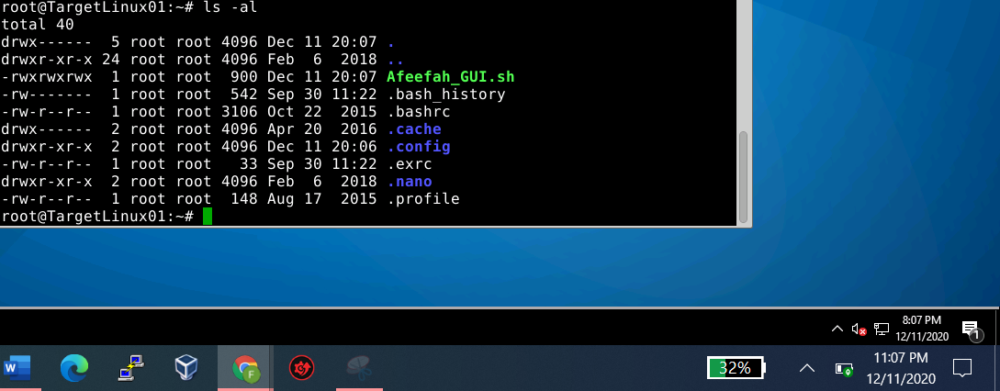 root@TargetLinux01:~# ls -al
total 40
drwx------  5 root root 4096 Dec 11 20:07 .
drwxr-xr-x 24 root root 4096 Feb  6  2018 ..
-rwxrwxrwx  1 root root  900 Dec 11 20:07 Afeefah_GUI.sh
-rw-------  1 root root  542 Sep 30 11:22 .bash_history
-rw-r--r--  1 root root 3106 Oct 22  2015 .bashrc
drwx------  2 root root 4096 Apr 20  2016 .cache
drwxr-xr-x  2 root root 4096 Dec 11 20:06 .config
-rw-r--r--  1 root root   33 Sep 30 11:22 .exrc
drwxr-xr-x  2 root root 4096 Feb  6  2018 .nano
-rw-r--r--  1 root root  148 Aug 17  2015 .profile
root@TargetLinux01:~#
8:07 PM
12/11/2020
1
W
F
32%
11:07 PM
12/11/2020